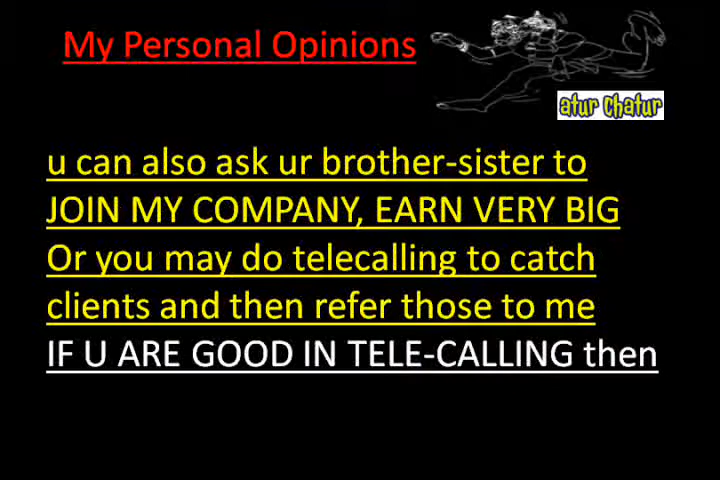 My Personal Opinions
atur Chatur
u can also ask ur brother-sister to
JOIN MY COMPANY, EARN VERY BIG
Or you may do telecalling to catch
clients and then refer those to me
IF U ARE GOOD IN TELE-CALLING then